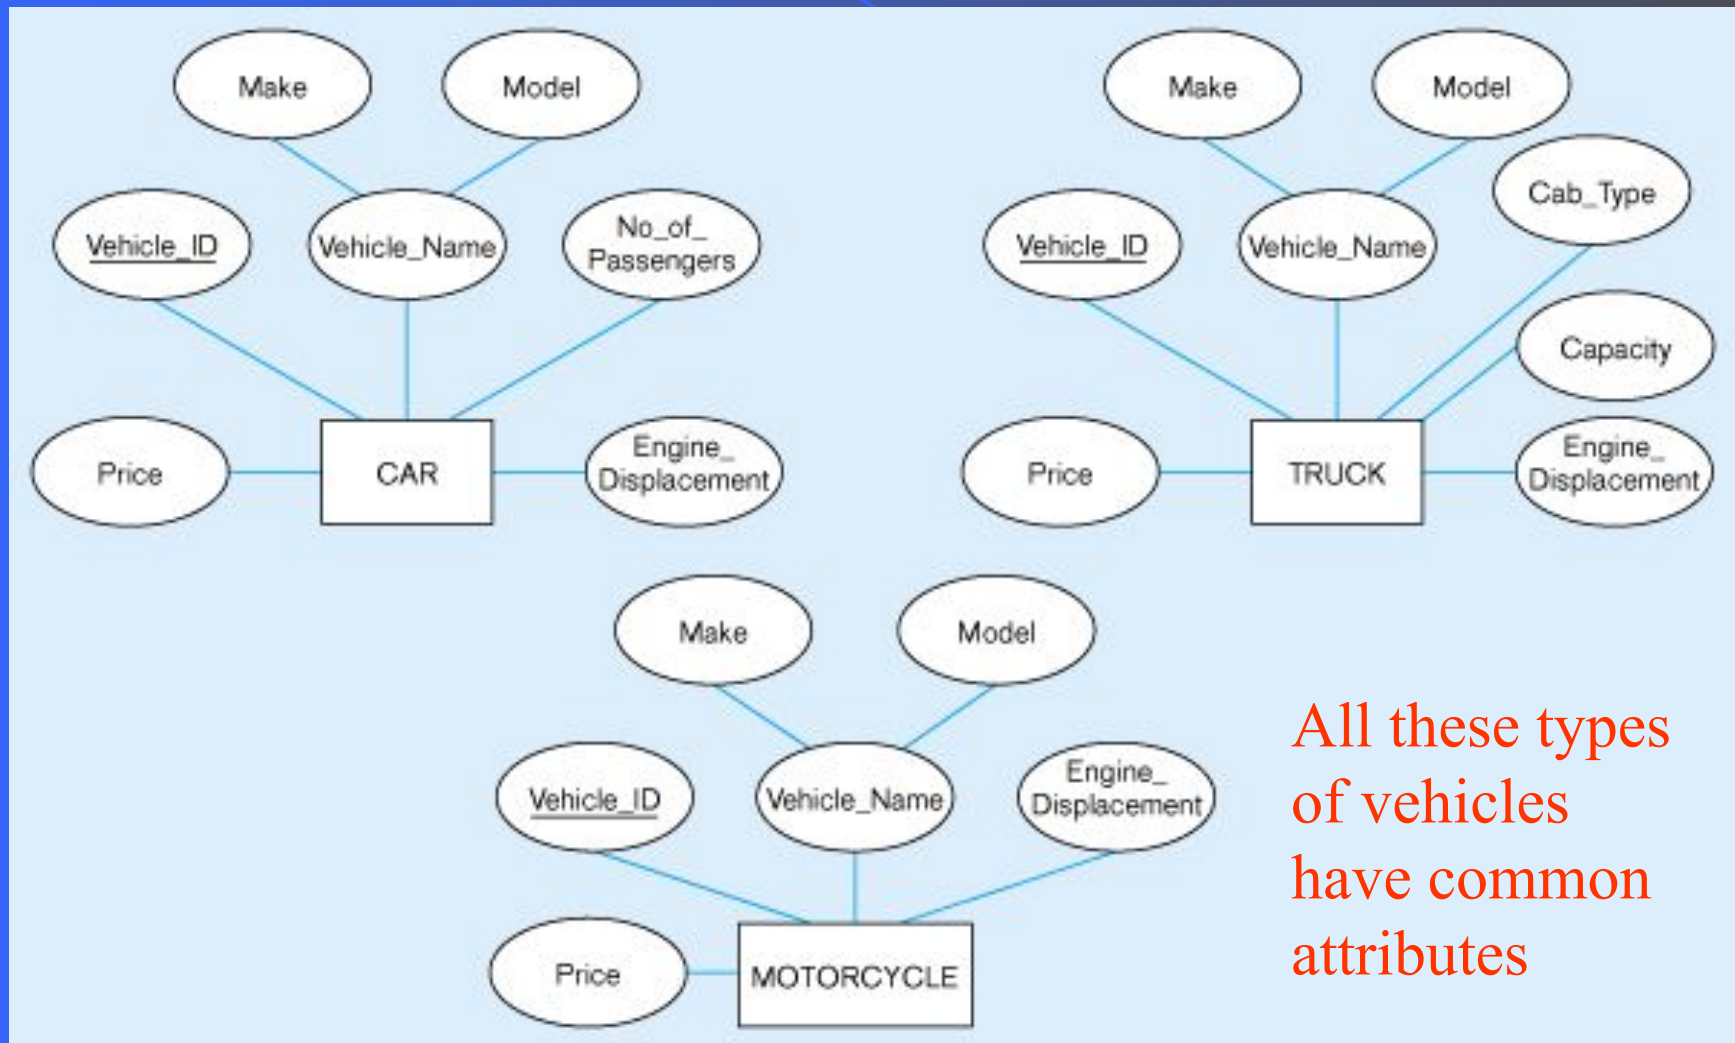 Make
Model
Vehicle_ID
Vehicle_Name
No_of_
Passengers
Price
CAR
Engine_
Displacement
Make
Model
Cab_Type
Vehicle_ID
Vehicle_Name
Capacity
Price
TRUCK
Engine_
Displacement
Make
Model
Vehicle_ID
Vehicle_Name
Engine_
Displacement
Price
MOTORCYCLE
All these types
of vehicles
have common
attributes